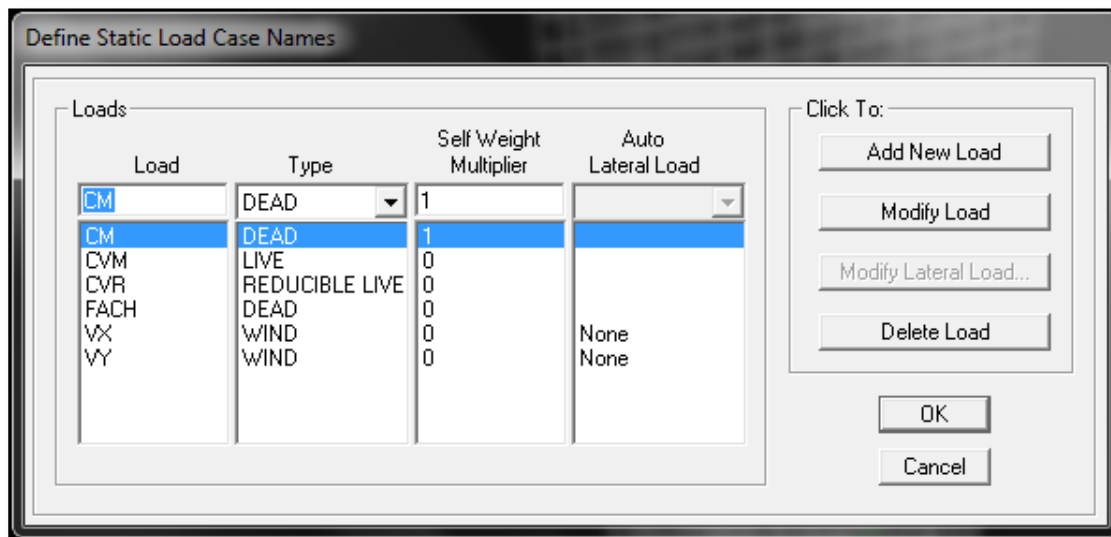 Define Static Load Case Names
Loads
Load Type Self Weight Multiplier Auto Lateral Load
CM DEAD 1
CM DEAD 1
CVM LIVE 0
CVR REDUCIBLE LIVE 0
FACH DEAD 0
VX WIND 0 None
VY WIND 0 None
Click To:
Add New Load
Modify Load
Modify Lateral Load...
Delete Load
OK
Cancel